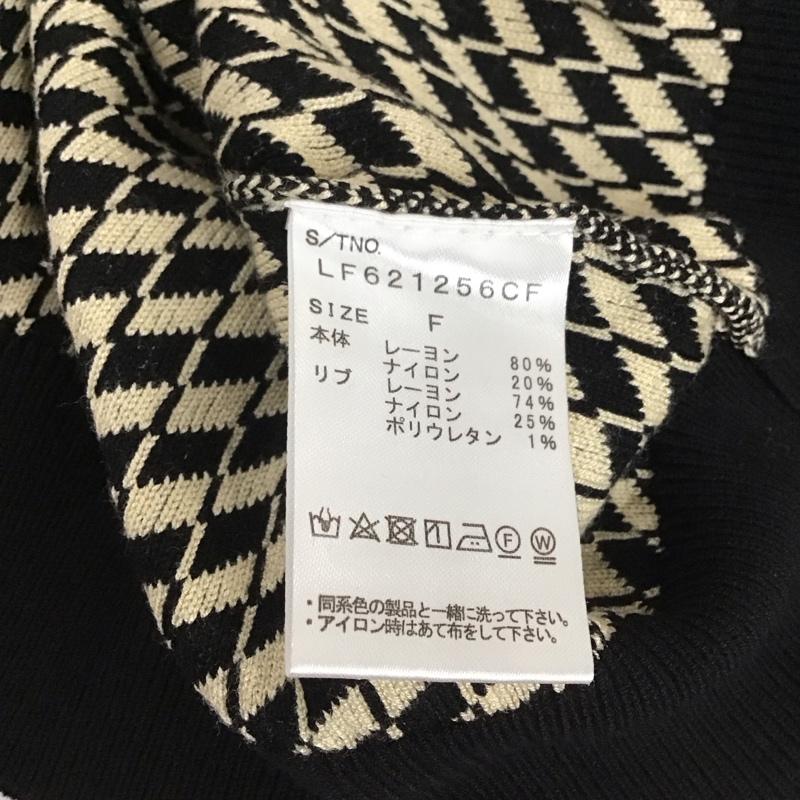 S/TNO.
LF621256CF
SIZE F
本体 レーヨン 80%
ナイロン 20%
リブ レーヨン 74%
ナイロン 25%
ポリウレタン 1%
F W
・同系色の製品と一緒に洗って下さい。
・アイロン時はあて布をして下さい。